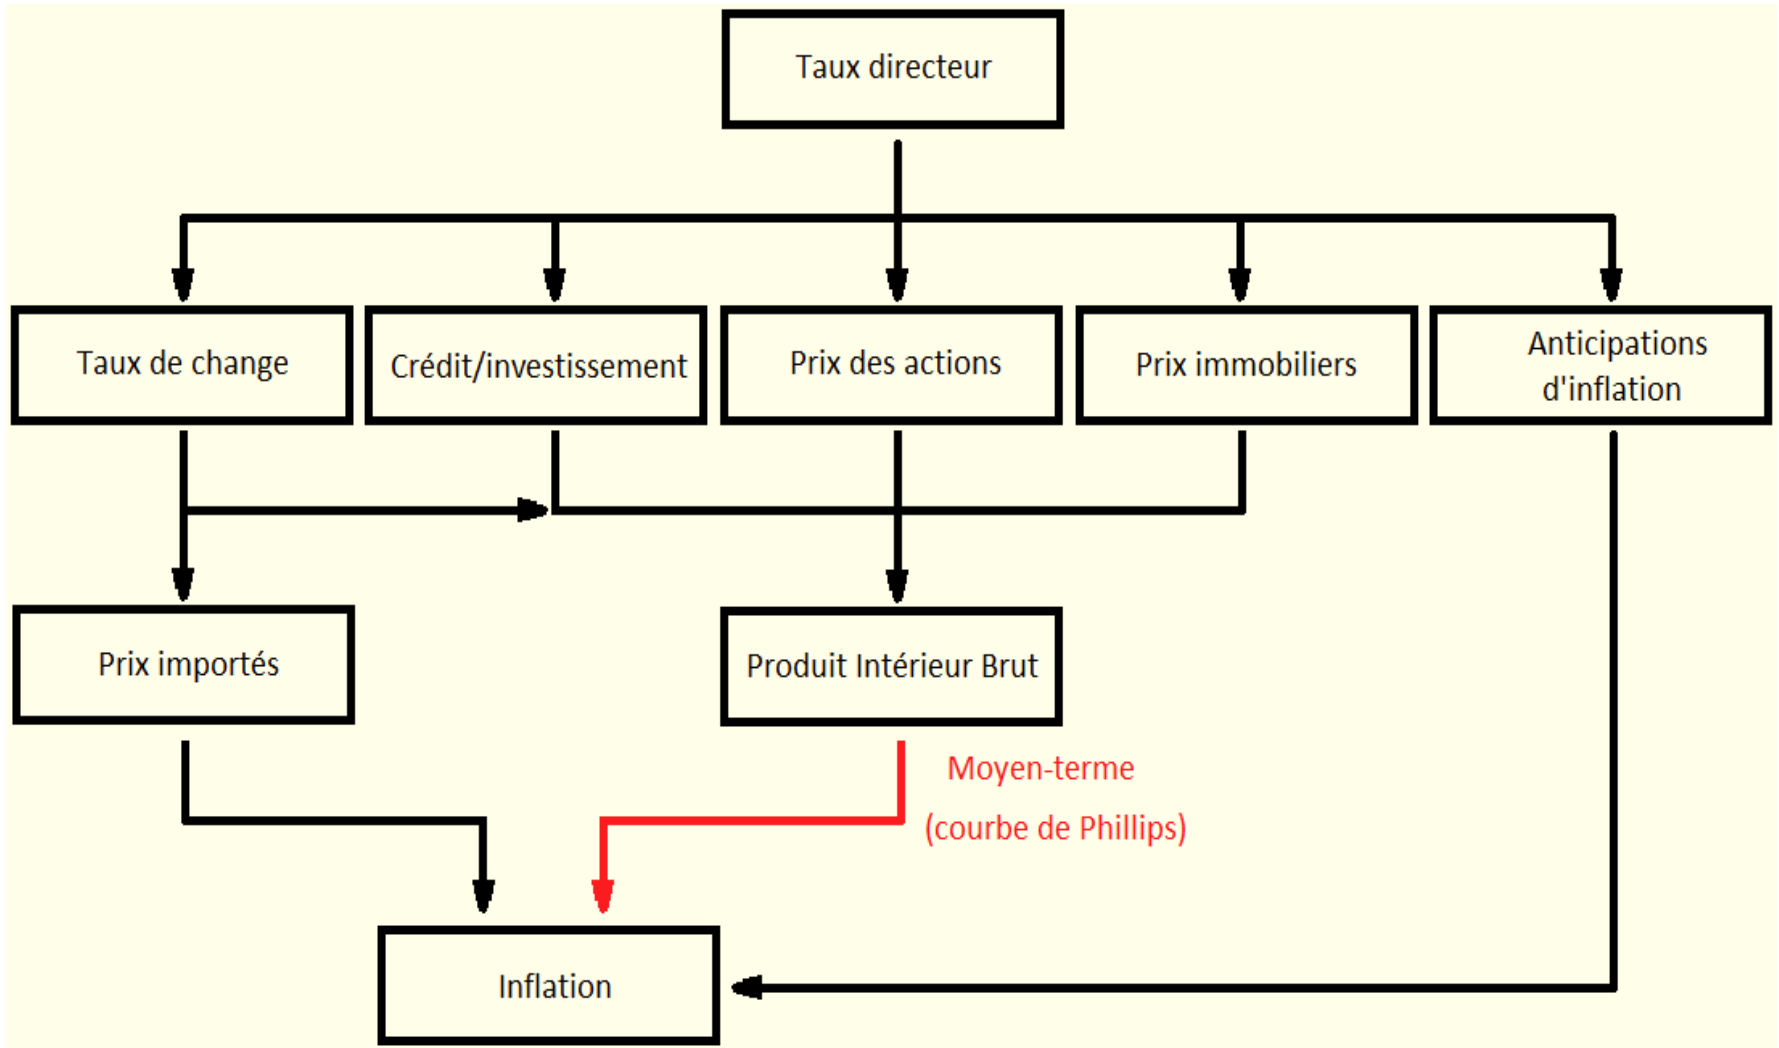 Taux directeur
Taux de change
Crédit/investissement
Prix des actions
Prix immobiliers
Anticipations
d'inflation
Prix importés
Produit Intérieur Brut
Moyen-terme
(courbe de Phillips)
Inflation